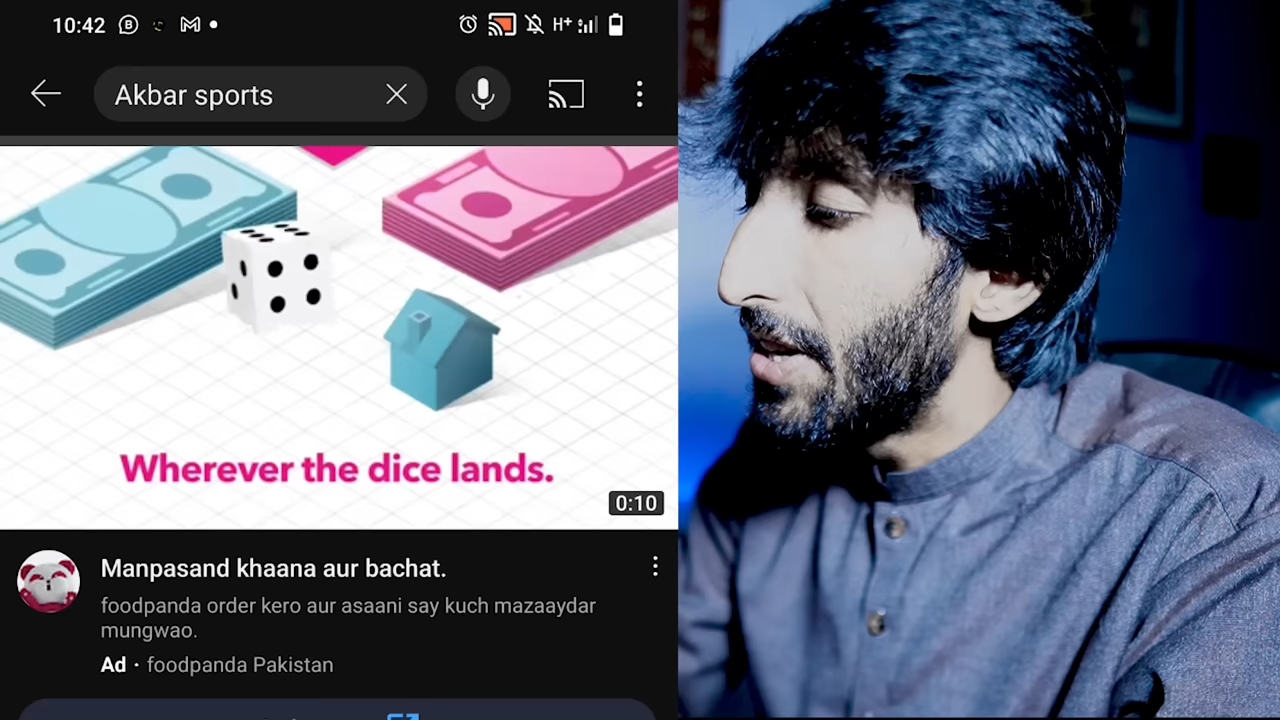 10:42
H+
Akbar sports
Wherever the dice lands.
0:10
Manpasand khaana aur bachat.
foodpanda order kero aur asaani say kuch mazaaydar
mungwao.
Ad · foodpanda Pakistan